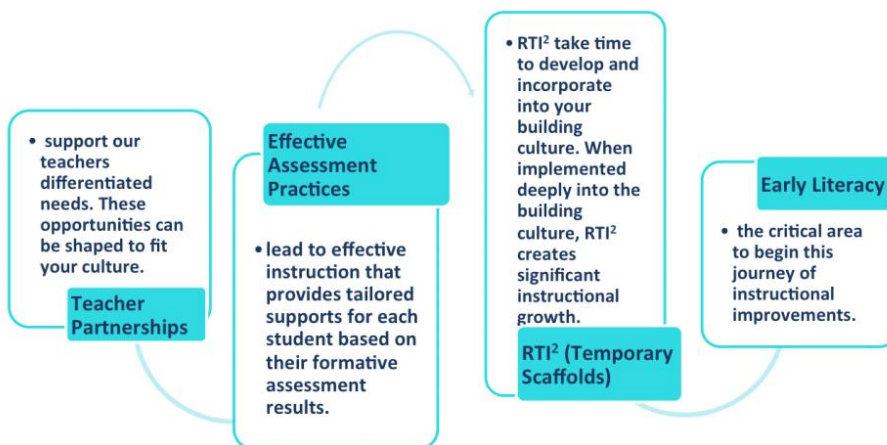 • support our
teachers
differentiated
needs. These
opportunities can
be shaped to fit
your culture.
Teacher
Partnerships
Effective
Assessment
Practices
• lead to effective
instruction that
provides tailored
supports for each
student based on
their formative
assessment
results.
• RTI² take time
to develop and
incorporate
into your
building
culture. When
implemented
deeply into the
building
culture, RTI²
creates
significant
instructional
growth.
RTI² (Temporary
Scaffolds)
Early Literacy
• the critical area
to begin this
journey of
instructional
improvements.